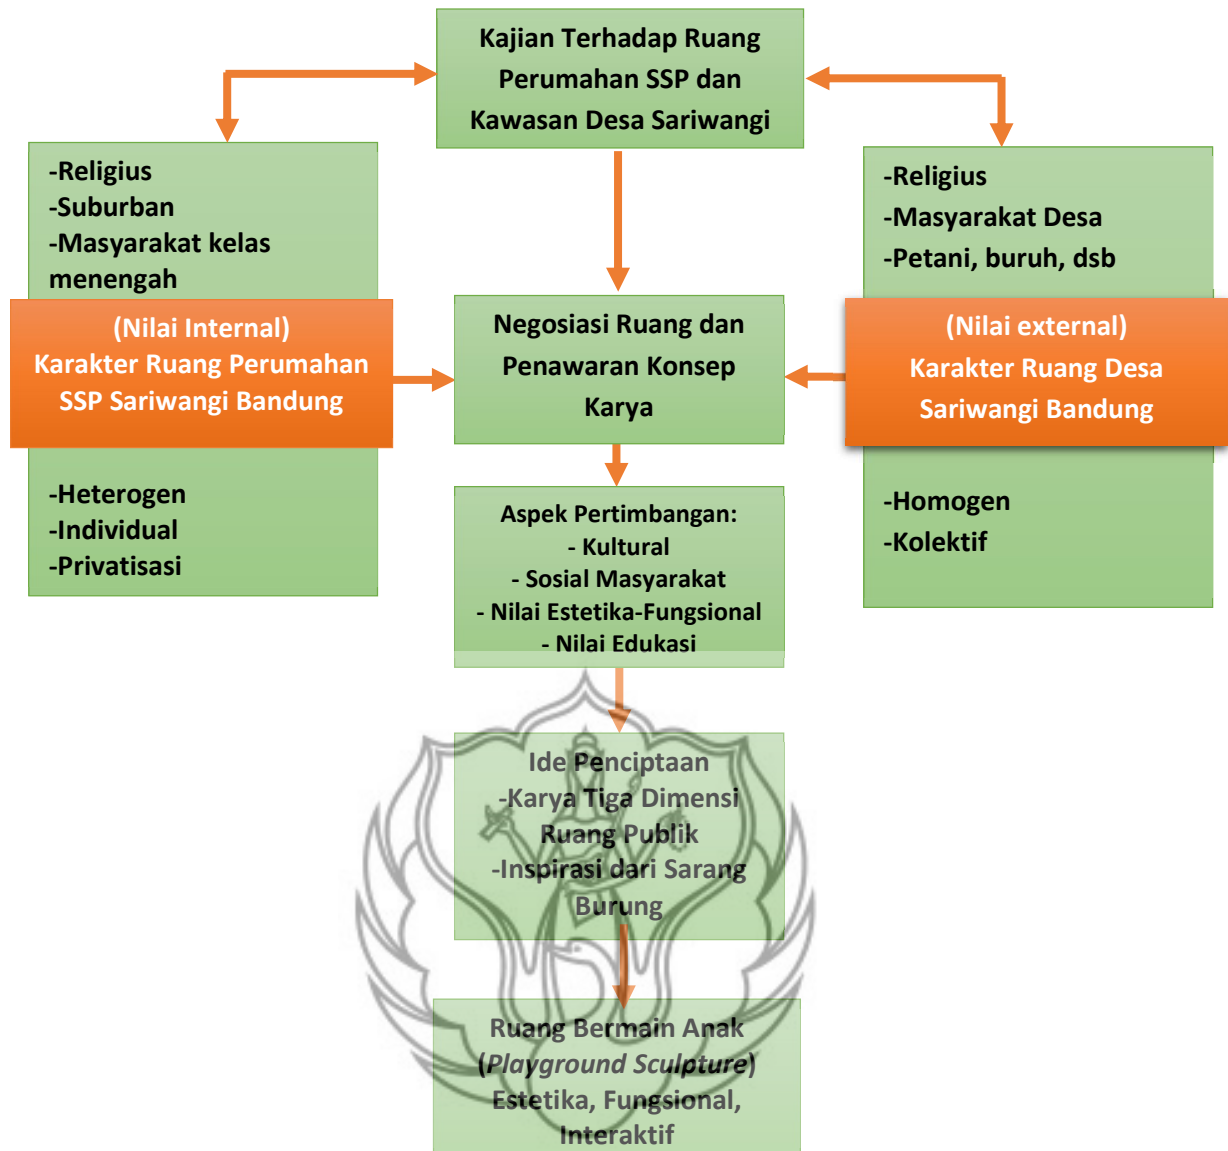 Kajian Terhadap Ruang
Perumahan SSP dan
Kawasan Desa Sariwangi
-Religius
-Suburban
-Masyarakat kelas
menengah
(Nilai Internal)
Karakter Ruang Perumahan
SSP Sariwangi Bandung
-Heterogen
-Individual
-Privatisasi
Negosiasi Ruang dan
Penawaran Konsep
Karya
-Religius
-Masyarakat Desa
-Petani, buruh, dsb
(Nilai external)
Karakter Ruang Desa
Sariwangi Bandung
-Homogen
-Kolektif
Aspek Pertimbangan:
- Kultural
- Sosial Masyarakat
- Nilai Estetika-Fungsional
- Nilai Edukasi
Ide Penciptaan
-Karya Tiga Dimensi
Ruang Publik
-Inspirasi dari Sarang
Burung
Ruang Bermain Anak
(Playground Sculpture)
Estetika, Fungsional,
Interaktif